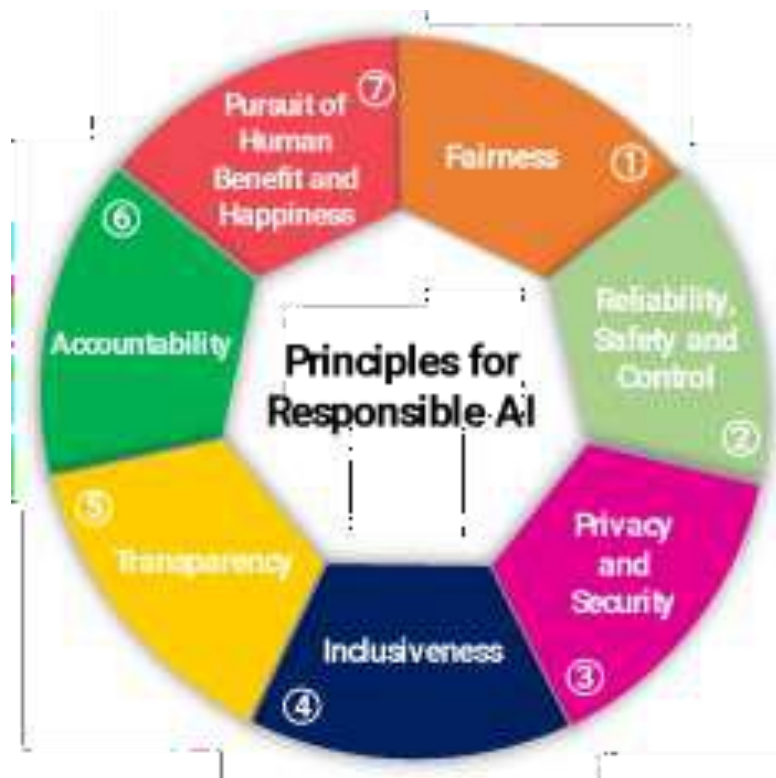 Principles for
Responsible AI
Fairness
①
Reliability,
Safety and
Control
②
Privacy
and
Security
③
Inclusiveness
④
Transparency
⑤
Accountability
⑥
Pursuit of
Human
Benefit and
Happiness
⑦